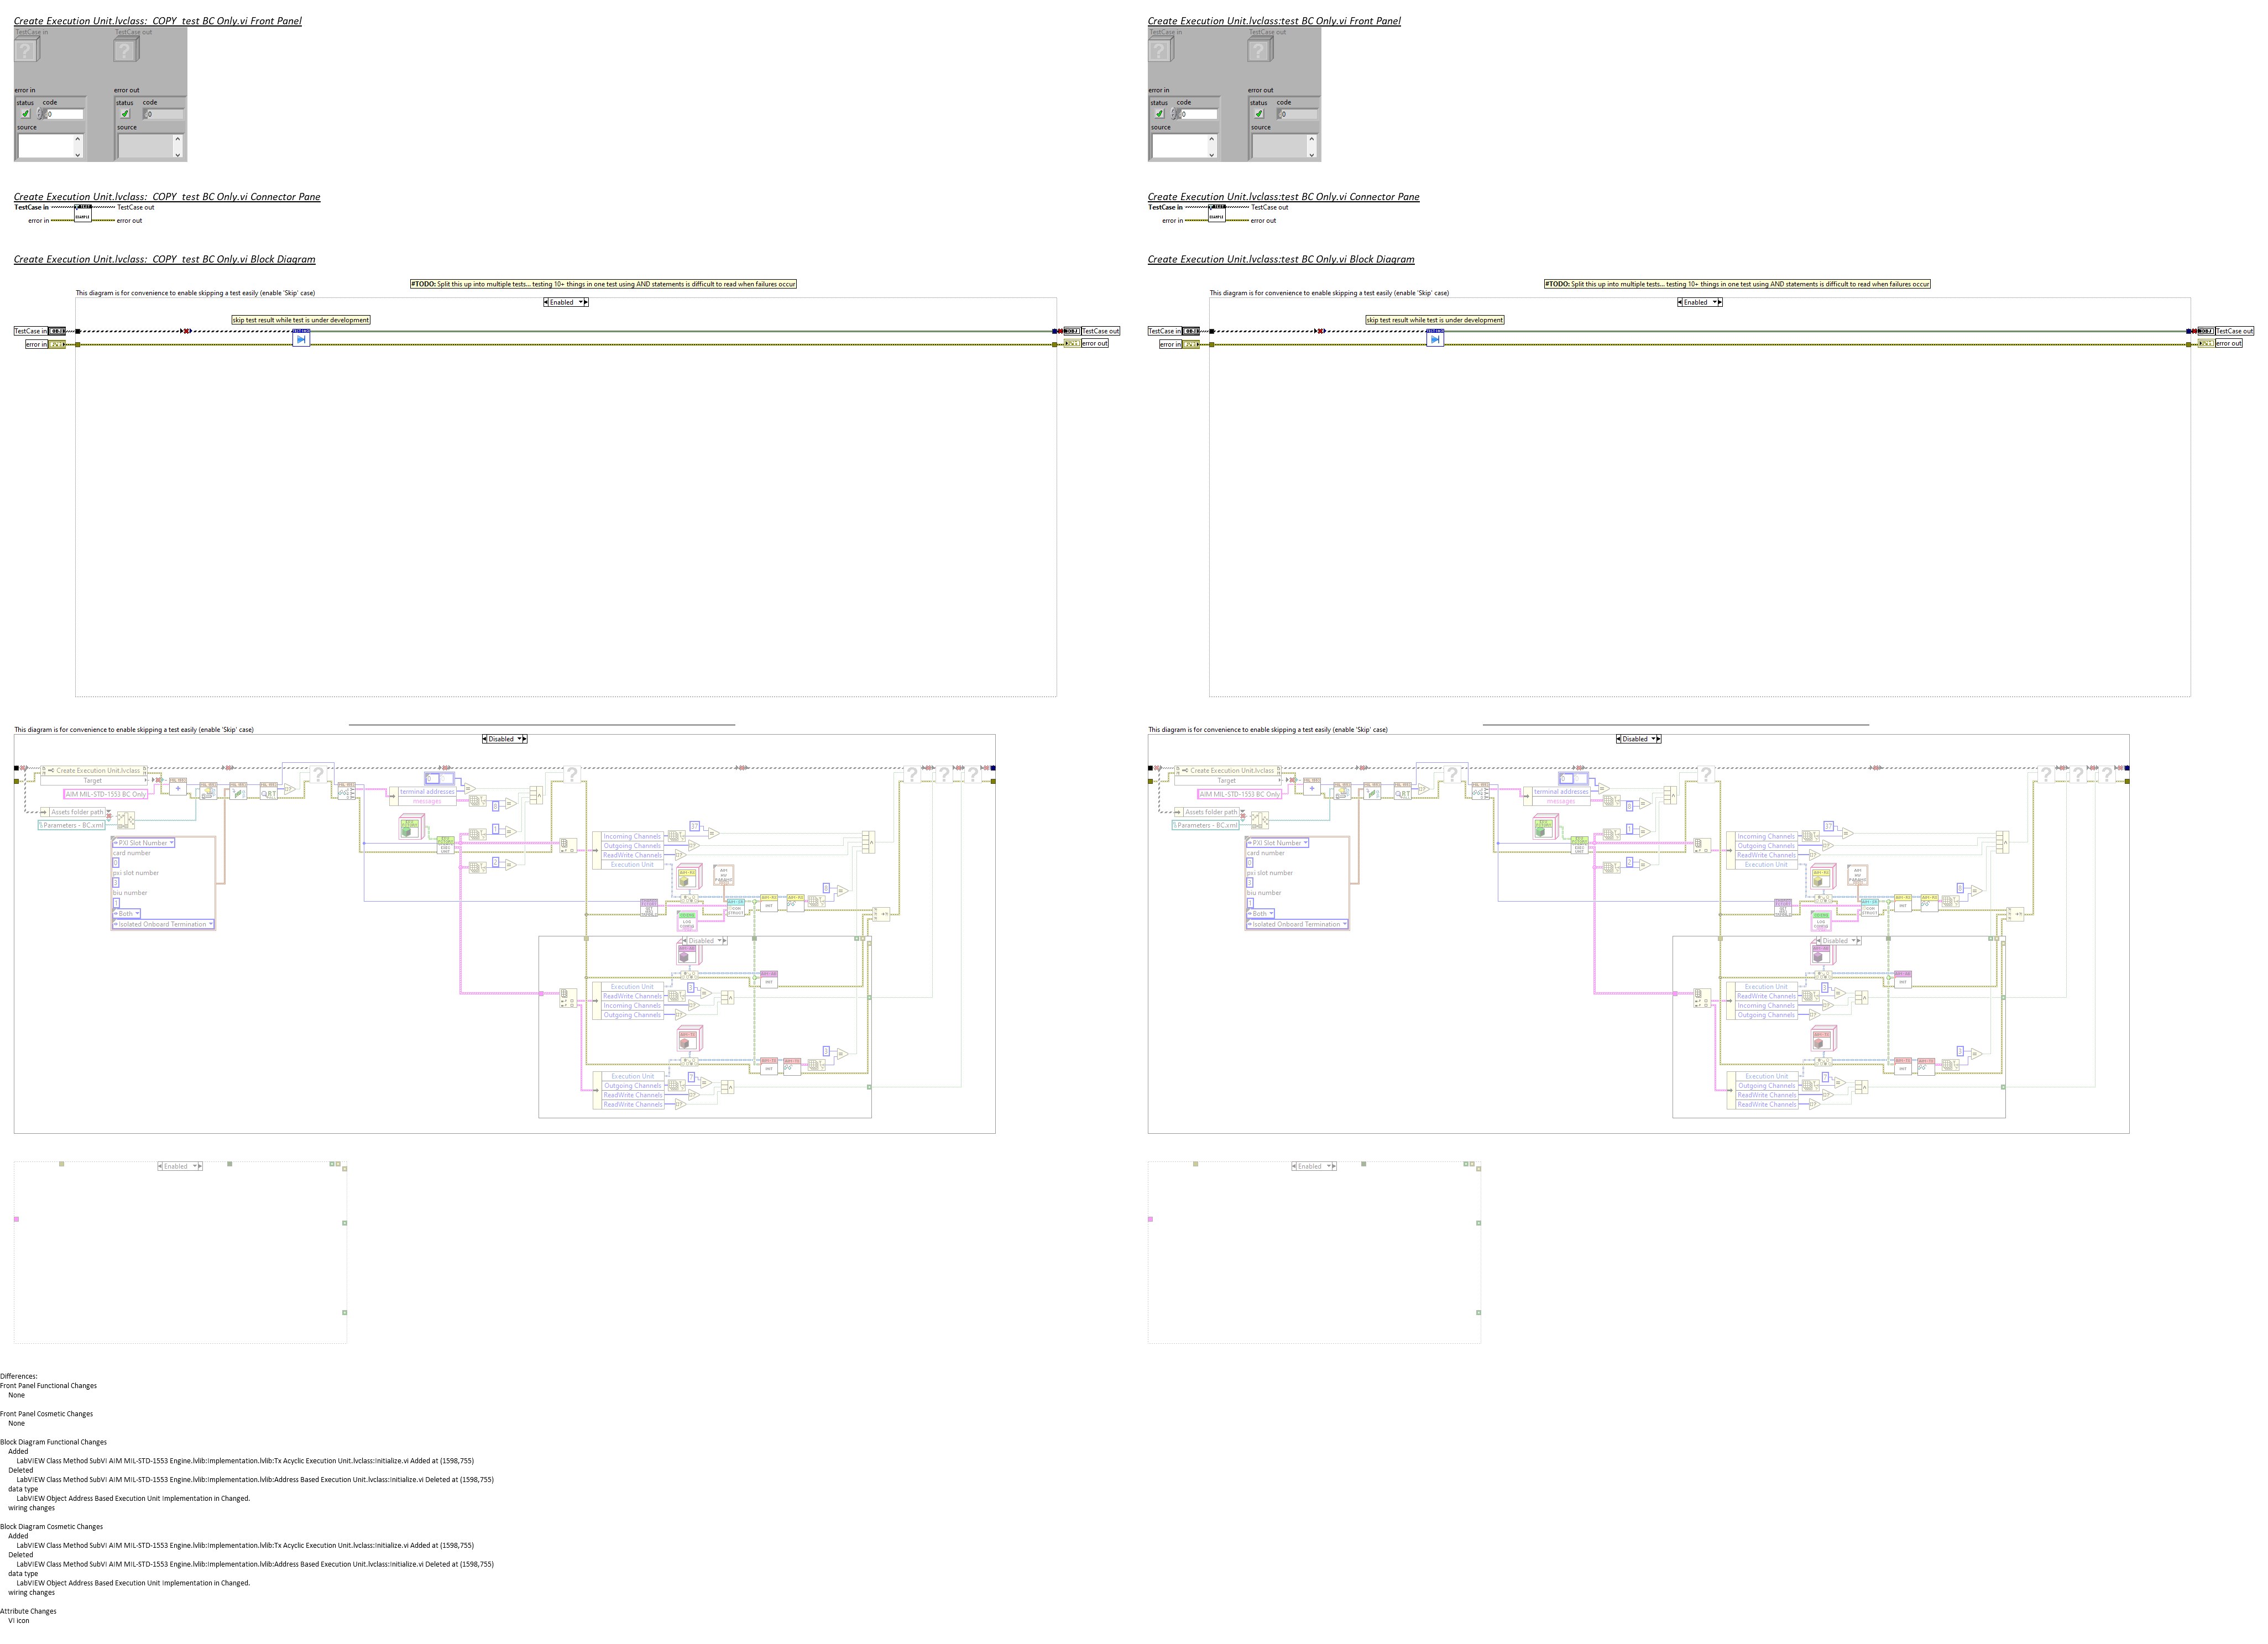 Create Execution Unit.lvclass:  COPY  test BC Only.vi Front Panel
TestCase in
TestCase out
error in
error out
status
code
status
code
0
0
source
source
Create Execution Unit.lvclass:  COPY  test BC Only.vi Connector Pane
TestCase in
TestCase out
error in
error out
EXAMPLE
Create Execution Unit.lvclass:  COPY  test BC Only.vi Block Diagram
#TODO: Split this up into multiple tests... testing 10+ things in one test using AND statements is difficult to read when failures occur
This diagram is for convenience to enable skipping a test easily (enable 'Skip' case)
Enabled
skip test result while test is under development
TestCase in
TestCase out
error in
error out
This diagram is for convenience to enable skipping a test easily (enable 'Skip' case)
Disabled
Create Execution Unit.lvclass
Target
AIM MIL-STD-1553 BC Only
Assets folder path
\Parameters - BC.xml
PXI Slot Number
card number
0
pxi slot number
biu number
1
Both
Isolated Onboard Termination
terminal addresses
messages
Incoming Channels
Outgoing Channels
ReadWrite Channels
Execution Unit
Disabled
Execution Unit
ReadWrite Channels
Incoming Channels
Outgoing Channels
Execution Unit
Outgoing Channels
ReadWrite Channels
ReadWrite Channels
Enabled
Create Execution Unit.lvclass:test BC Only.vi Front Panel
TestCase in
TestCase out
error in
error out
status
code
status
code
0
0
source
source
Create Execution Unit.lvclass:test BC Only.vi Connector Pane
TestCase in
TestCase out
error in
error out
EXAMPLE
Create Execution Unit.lvclass:test BC Only.vi Block Diagram
#TODO: Split this up into multiple tests... testing 10+ things in one test using AND statements is difficult to read when failures occur
This diagram is for convenience to enable skipping a test easily (enable 'Skip' case)
Enabled
skip test result while test is under development
TestCase in
TestCase out
error in
error out
This diagram is for convenience to enable skipping a test easily (enable 'Skip' case)
Disabled
Create Execution Unit.lvclass
Target
AIM MIL-STD-1553 BC Only
Assets folder path
\Parameters - BC.xml
PXI Slot Number
card number
0
pxi slot number
biu number
1
Both
Isolated Onboard Termination
terminal addresses
messages
Incoming Channels
Outgoing Channels
ReadWrite Channels
Execution Unit
Disabled
Execution Unit
ReadWrite Channels
Incoming Channels
Outgoing Channels
Execution Unit
Outgoing Channels
ReadWrite Channels
ReadWrite Channels
Enabled
Differences:
Front Panel Functional Changes
None
Front Panel Cosmetic Changes
None
Block Diagram Functional Changes
Added
LabVIEW Class Method SubVI AIM MIL-STD-1553 Engine.lvlib:Implementation.lvlib:Tx Acyclic Execution Unit.lvclass:Initialize.vi Added at (1598,755)
Deleted
LabVIEW Class Method SubVI AIM MIL-STD-1553 Engine.lvlib:Implementation.lvlib:Address Based Execution Unit.lvclass:Initialize.vi Deleted at (1598,755)
data type
LabVIEW Object Address Based Execution Unit Implementation in Changed.
wiring changes
Block Diagram Cosmetic Changes
Added
LabVIEW Class Method SubVI AIM MIL-STD-1553 Engine.lvlib:Implementation.lvlib:Tx Acyclic Execution Unit.lvclass:Initialize.vi Added at (1598,755)
Deleted
LabVIEW Class Method SubVI AIM MIL-STD-1553 Engine.lvlib:Implementation.lvlib:Address Based Execution Unit.lvclass:Initialize.vi Deleted at (1598,755)
data type
LabVIEW Object Address Based Execution Unit Implementation in Changed.
wiring changes
Attribute Changes
VI icon